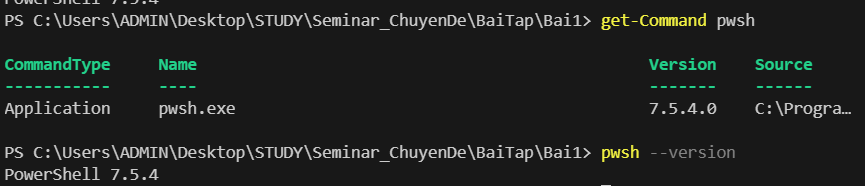 PowerShell 7.5.4
PS C:\Users\ADMIN\Desktop\STUDY\Seminar_ChuyenDe\BaiTap\Bai1> get-Command pwsh
CommandType     Name                                               Version    Source
-----------     ----                                               -------    ------
Application     pwsh.exe                                           7.5.4.0    C:\Progra…
PS C:\Users\ADMIN\Desktop\STUDY\Seminar_ChuyenDe\BaiTap\Bai1> pwsh --version
PowerShell 7.5.4